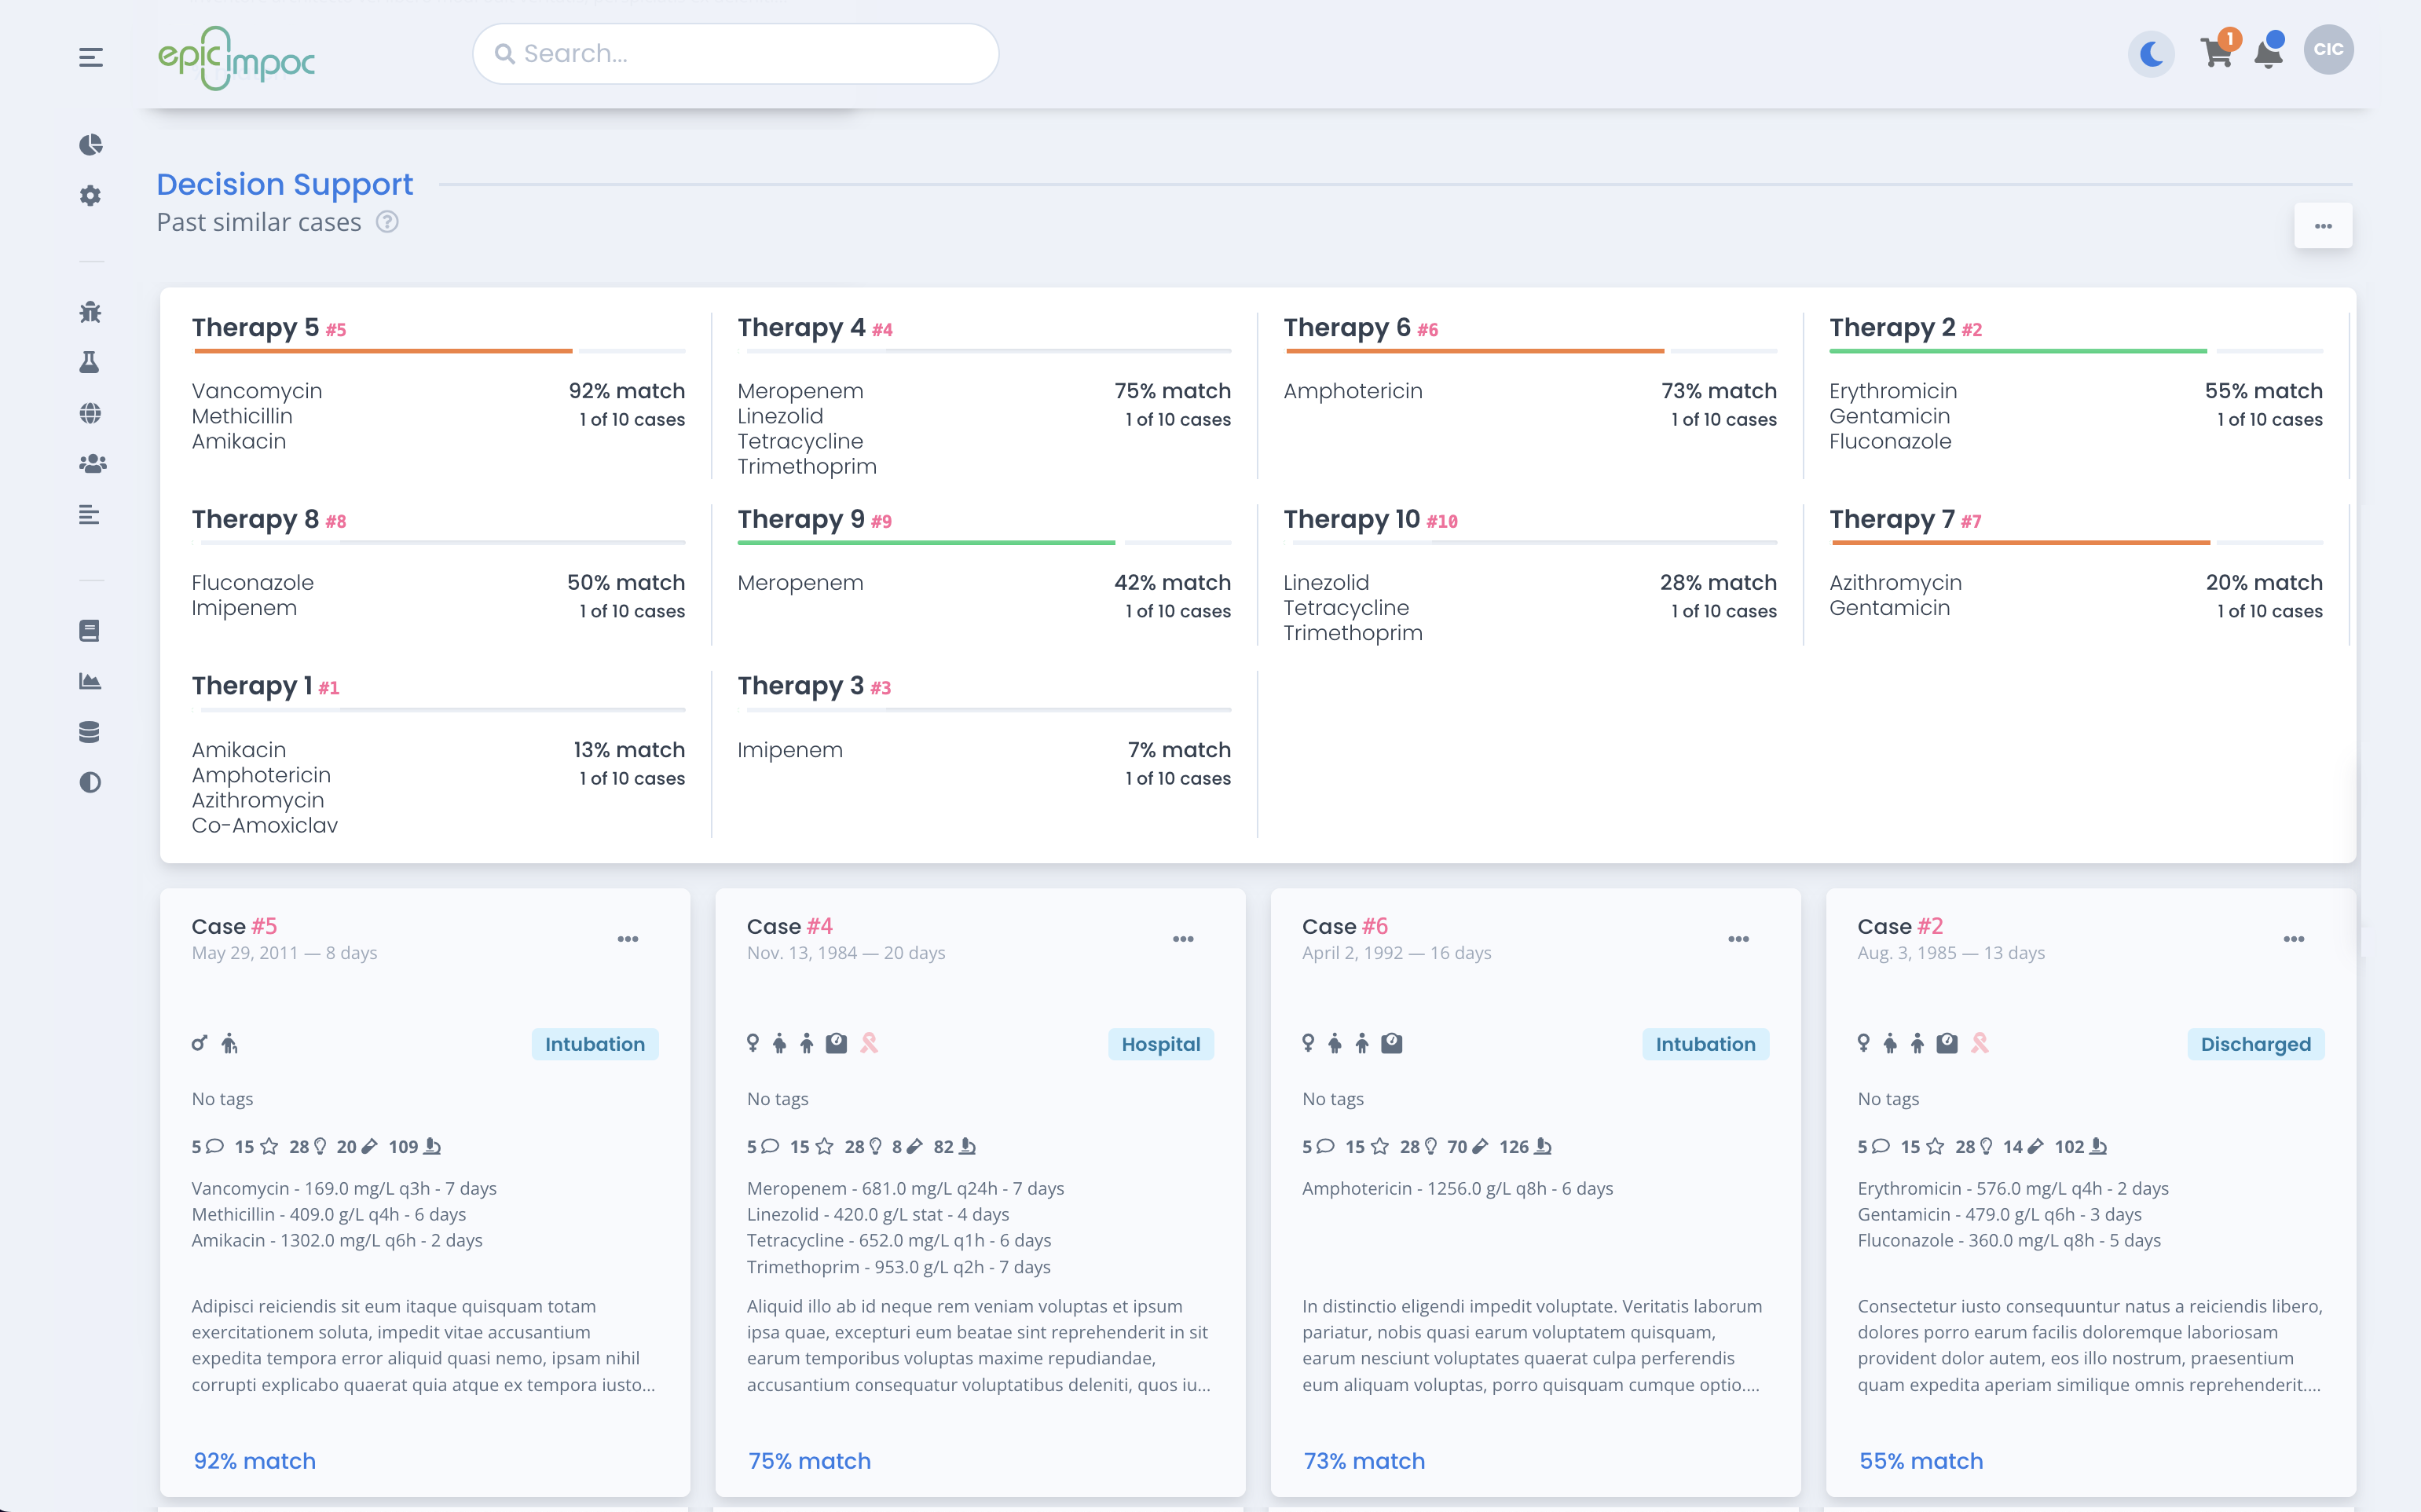 epic impoc
Search...
1
CIC
Decision Support
Past similar cases ?
Therapy 5 #5
Vancomycin 92% match
Methicillin 1 of 10 cases
Amikacin
Therapy 4 #4
Meropenem 75% match
Linezolid 1 of 10 cases
Tetracycline
Trimethoprim
Therapy 6 #6
Amphotericin 73% match
1 of 10 cases
Therapy 2 #2
Erythromicin 55% match
Gentamicin 1 of 10 cases
Fluconazole
Therapy 8 #8
Fluconazole 50% match
Imipenem 1 of 10 cases
Therapy 9 #9
Meropenem 42% match
1 of 10 cases
Therapy 10 #10
Linezolid 28% match
Tetracycline 1 of 10 cases
Trimethoprim
Therapy 7 #7
Azithromycin 20% match
Gentamicin 1 of 10 cases
Therapy 1 #1
Amikacin 13% match
Amphotericin 1 of 10 cases
Azithromycin
Co-Amoxiclav
Therapy 3 #3
Imipenem 7% match
1 of 10 cases
Case #5
May 29, 2011 — 8 days
Intubation
No tags
5 15 28 20 109
Vancomycin - 169.0 mg/L q3h - 7 days
Methicillin - 409.0 g/L q4h - 6 days
Amikacin - 1302.0 mg/L q6h - 2 days
Adipisci reiciendis sit eum itaque quisquam totam
exercitationem soluta, impedit vitae accusantium
expedita tempora error aliquid quasi nemo, ipsam nihil
corrupti explicabo quaerat quia atque ex tempora iusto...
92% match
Case #4
Nov. 13, 1984 — 20 days
Hospital
No tags
5 15 28 8 82
Meropenem - 681.0 mg/L q24h - 7 days
Linezolid - 420.0 g/L stat - 4 days
Tetracycline - 652.0 mg/L q1h - 6 days
Trimethoprim - 953.0 g/L q2h - 7 days
Aliquid illo ab id neque rem veniam voluptas et ipsum
ipsa quae, excepturi eum beatae sint reprehenderit in sit
earum temporibus voluptas maxime repudiandae,
accusantium consequatur voluptatibus deleniti, quos iu...
75% match
Case #6
April 2, 1992 — 16 days
Intubation
No tags
5 15 28 70 126
Amphotericin - 1256.0 g/L q8h - 6 days
In distinctio eligendi impedit voluptate. Veritatis laborum
pariatur, nobis quasi earum voluptatem quisquam,
earum nesciunt voluptates quaerat culpa perferendis
eum aliquam voluptas, porro quisquam cumque optio....
73% match
Case #2
Aug. 3, 1985 — 13 days
Discharged
No tags
5 15 28 14 102
Erythromicin - 576.0 mg/L q4h - 2 days
Gentamicin - 479.0 g/L q6h - 3 days
Fluconazole - 360.0 mg/L q8h - 5 days
Consectetur iusto consequuntur natus a reiciendis libero,
dolores porro earum facilis doloremque laboriosam
provident dolor autem, eos illo nostrum, praesentium
quam expedita aperiam similique omnis reprehenderit....
55% match